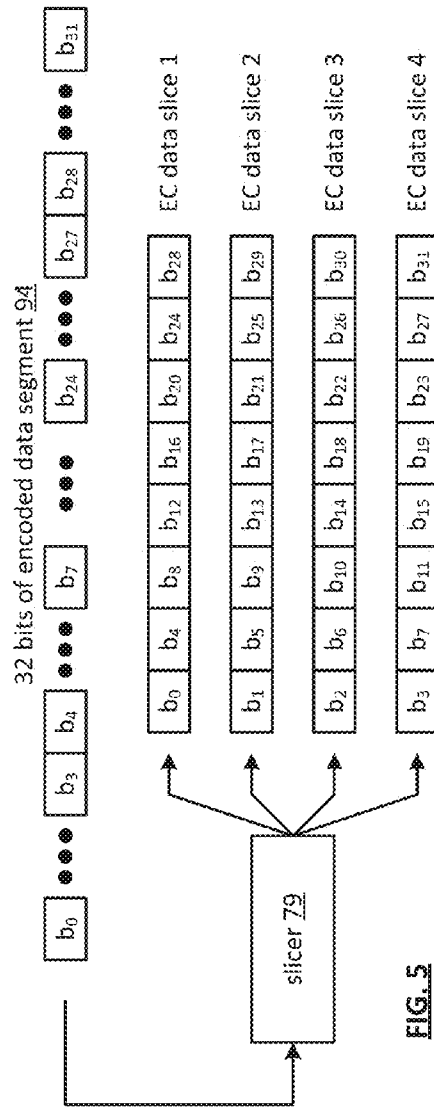 32 bits of encoded data segment 94
b0 ●●● b3 b4 ●●● b7 ●●● b24 ●●● b27 b28 ●●● b31
slicer 79
b0 b4 b8 b12 b16 b20 b24 b28 EC data slice 1
b1 b5 b9 b13 b17 b21 b25 b29 EC data slice 2
b2 b6 b10 b14 b18 b22 b26 b30 EC data slice 3
b3 b7 b11 b15 b19 b23 b27 b31 EC data slice 4
FIG. 5